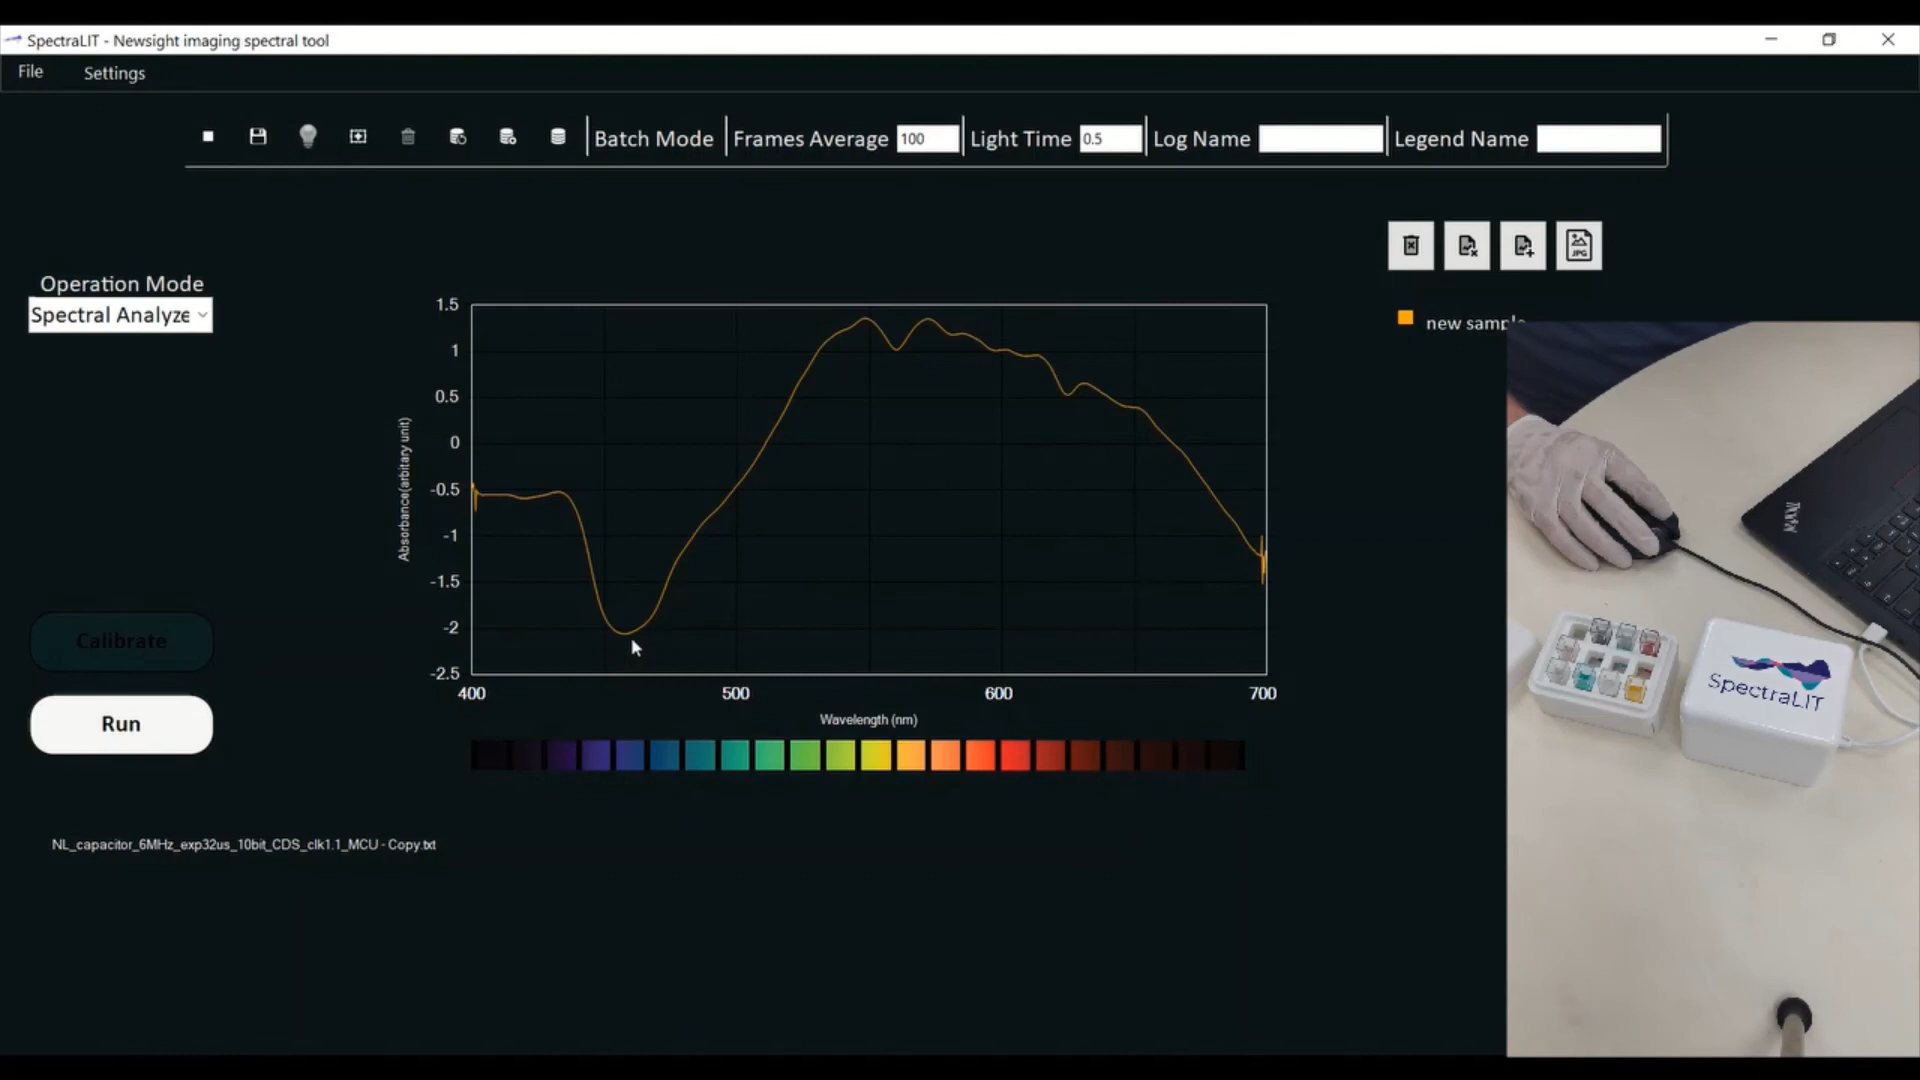 SpectraLIT - Newsight imaging spectral tool
File Settings
Batch Mode Frames Average 100 Light Time 0.5 Log Name Legend Name
JPG
Operation Mode
Spectral Analyze
new sample
1.5
1
0.5
0
-0.5
-1
-1.5
-2
-2.5
Absorbance(arbitary unit)
400 500 600 700
Wavelength (nm)
Calibrate
Run
NL_capacitor_6MHz_exp32us_10bit_CDS_clk1.1_MCU - Copy.txt
SpectraLIT